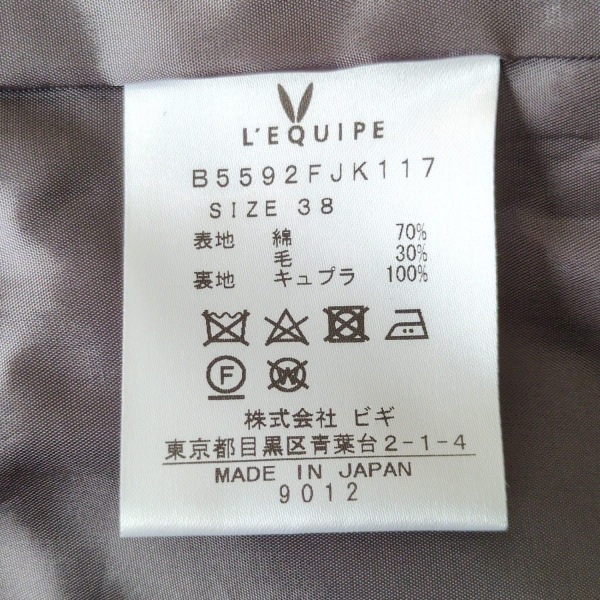 L'EQUIPE
B5592FJK117
SIZE 38
表地 綿 70%
毛 30%
裏地 キュプラ 100%
F W
株式会社 ビギ
東京都目黒区青葉台2-1-4
MADE IN JAPAN
9012